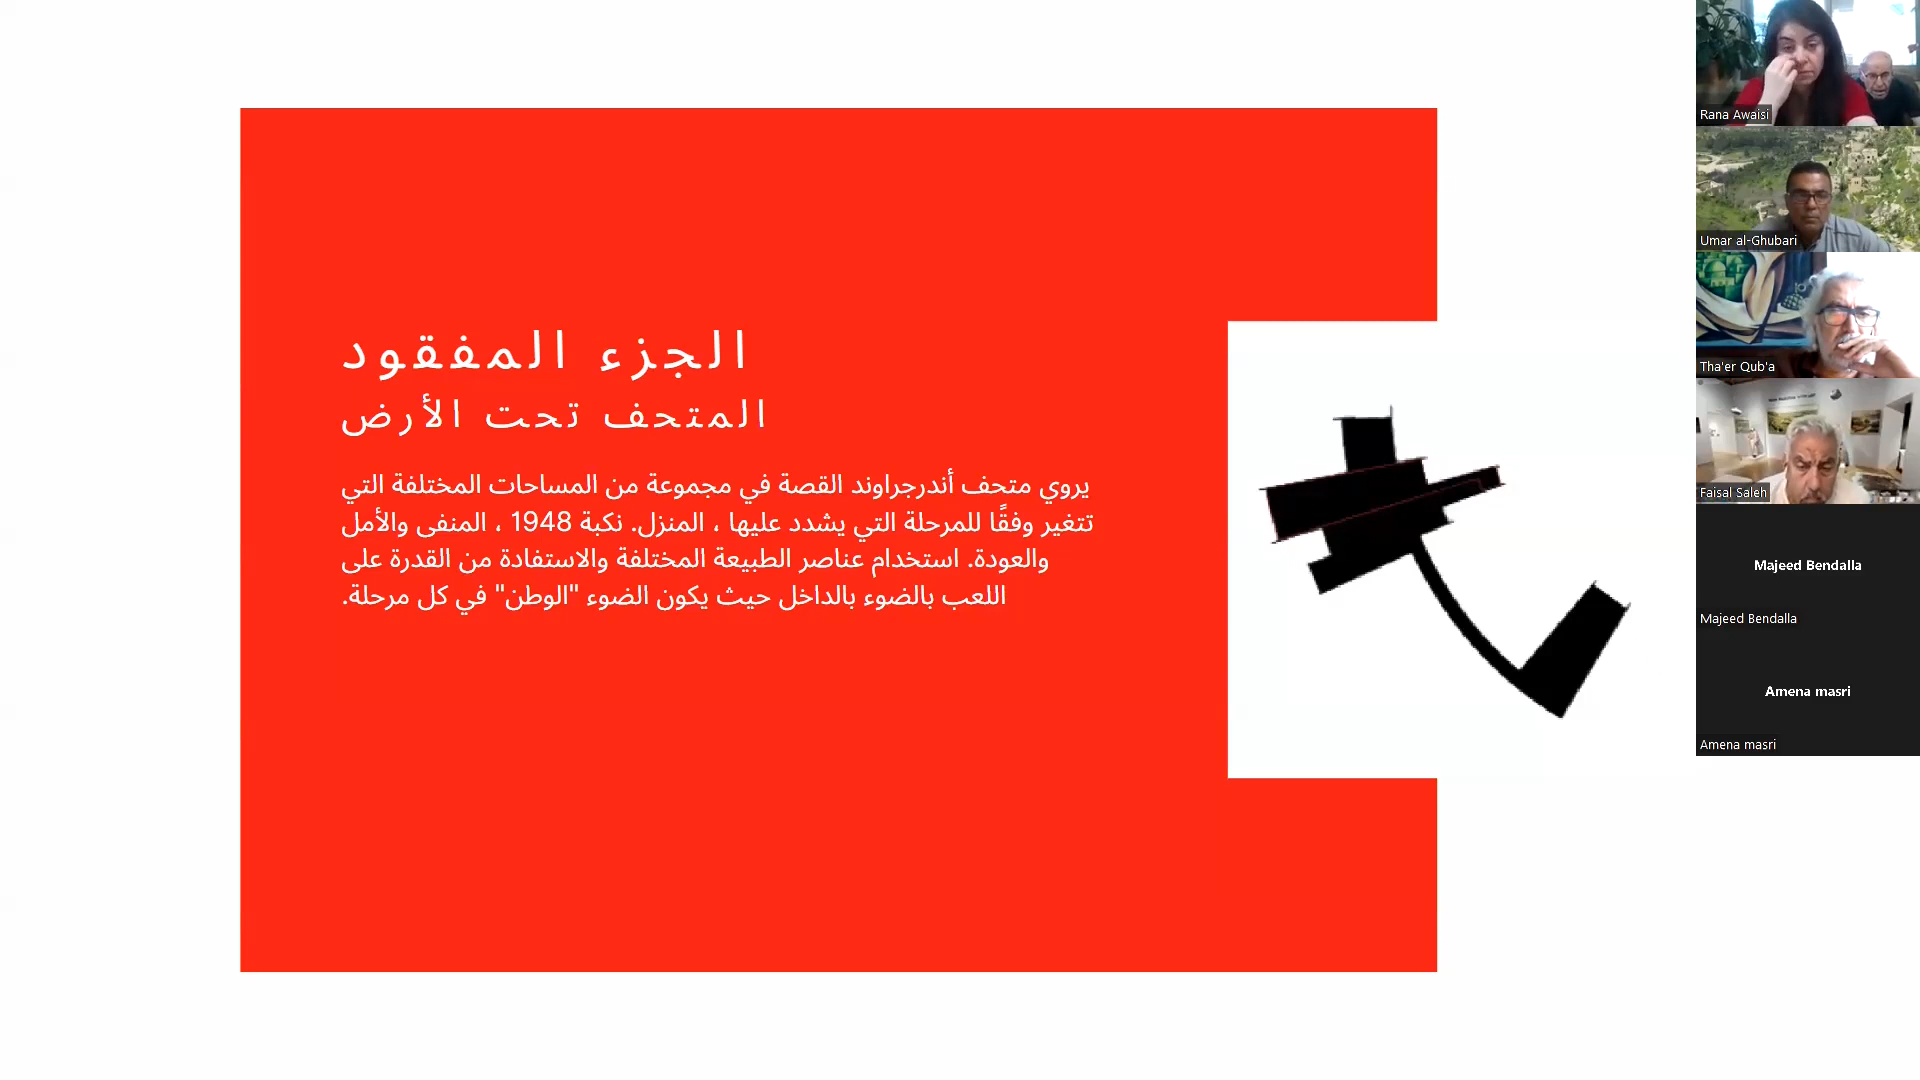 الجزء المفقود
المتحف تحت الأرض
يروي متحف أندرجراوند القصة في مجموعة من المساحات المختلفة التي
تتغير وفقًا للمرحلة التي يشدد عليها ، المنزل. نكبة 1948 ، المنفى والأمل
والعودة. استخدام عناصر الطبيعة المختلفة والاستفادة من القدرة على
اللعب بالضوء بالداخل حيث يكون الضوء "الوطن" في كل مرحلة.
Rana Awaisi
Umar al-Ghubari
Tha'er Qub'a
Faisal Saleh
Majeed Bendalla
Majeed Bendalla
Amena masri
Amena masri